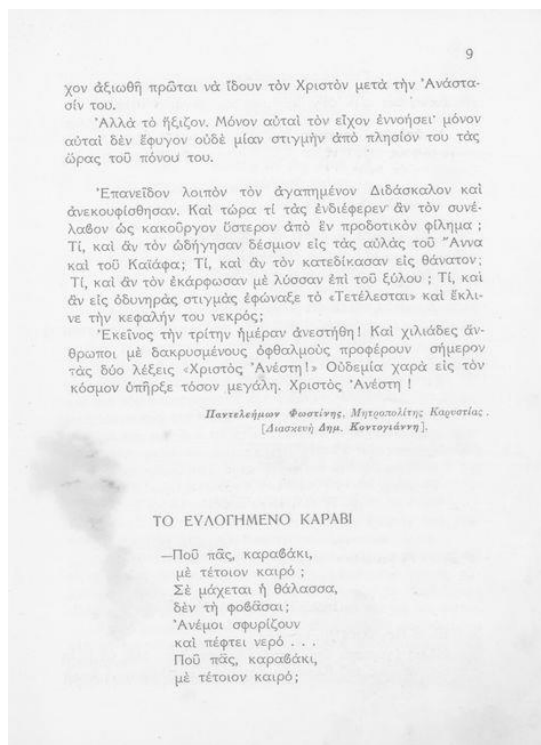 9
χον ἀξιωθῆ πρῶται νὰ ἴδουν τὸν Χριστὸν μετὰ τὴν Ἀνάστα-
σίν του.
Ἀλλὰ τὸ ἤξιζον. Μόνον αὐταὶ τὸν εἶχον ἐννοήσει· μόνον
αὐταὶ δὲν ἔφυγον οὐδὲ μίαν στιγμὴν ἀπὸ πλησίον του τὰς
ὥρας τοῦ πόνου του.
Ἐπανεῖδον λοιπὸν τὸν ἀγαπημένον Διδάσκαλον καὶ
ἀνεκουφίσθησαν. Καὶ τώρα τί τὰς ἐνδιέφερεν ἂν τὸν συνέ-
λαβον ὡς κακοῦργον ὕστερον ἀπὸ ἓν προδοτικὸν φίλημα ;
Τί, καὶ ἂν τὸν ὡδήγησαν δέσμιον εἰς τὰς αὐλὰς τοῦ Ἄννα
καὶ τοῦ Καϊάφα; Τί, καὶ ἂν τὸν κατεδίκασαν εἰς θάνατον;
Τί, καὶ ἂν τὸν ἐκάρφωσαν μὲ λύσσαν ἐπὶ τοῦ ξύλου ; Τί, καὶ
ἂν εἰς ὀδυνηρὰς στιγμὰς ἐφώναξε τὸ «Τετέλεσται» καὶ ἔκλι-
νε τὴν κεφαλήν του νεκρός;
Ἐκεῖνος τὴν τρίτην ἡμέραν ἀνεστήθη ! Καὶ χιλιάδες ἄν-
θρωποι μὲ δακρυσμένους ὀφθαλμοὺς προφέρουν σήμερον
τὰς δύο λέξεις «Χριστὸς Ἀνέστη!» Οὐδεμία χαρὰ εἰς τὸν
κόσμον ὑπῆρξε τόσον μεγάλη. Χριστὸς Ἀνέστη !
Παντελεήμων Φωστίνης, Μητροπολίτης Καρυστίας.
[Διασκευὴ Δημ. Κοντογιάννη].
ΤΟ ΕΥΛΟΓΗΜΕΝΟ ΚΑΡΑΒΙ
—Ποῦ πᾶς, καραβάκι,
μὲ τέτοιον καιρό ;
Σὲ μάχεται ἡ θάλασσα,
δὲν τὴ φοβᾶσαι;
Ἄνεμοι σφυρίζουν
καὶ πέφτει νερό . . .
Ποῦ πᾶς, καραβάκι,
μὲ τέτοιον καιρό;